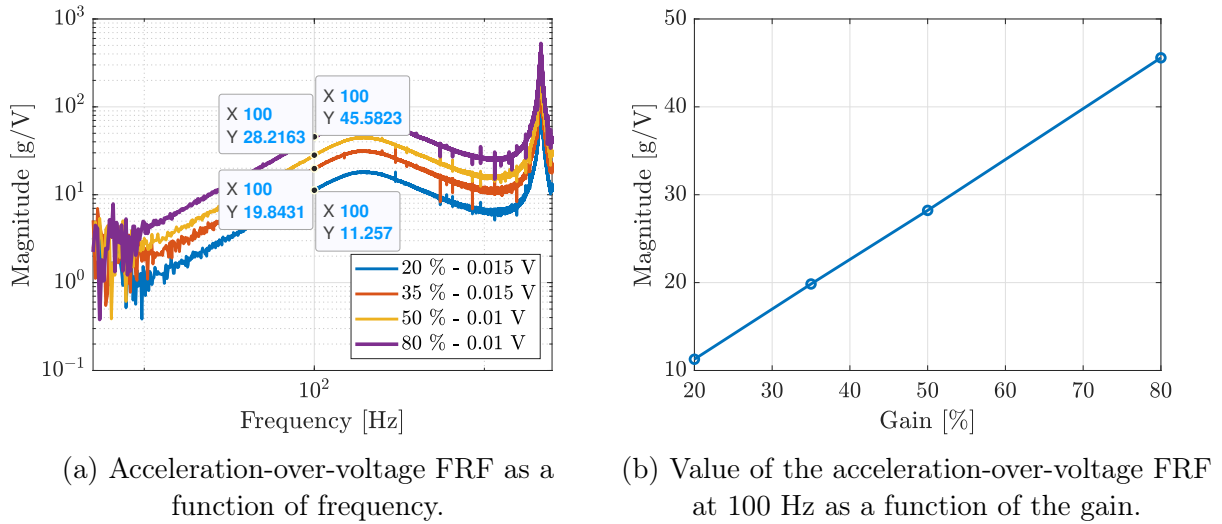 10^3
10^2
10^1
10^0
10^{-1}
Magnitude [g/V]
X 100
Y 28.2163
X 100
Y 45.5823
X 100
Y 19.8431
X 100
Y 11.257
20 % - 0.015 V
35 % - 0.015 V
50 % - 0.01 V
80 % - 0.01 V
10^2
Frequency [Hz]
50
40
30
20
10
Magnitude [g/V]
20 30 40 50 60 70 80
Gain [%]
(a) Acceleration-over-voltage FRF as a
function of frequency.
(b) Value of the acceleration-over-voltage FRF
at 100 Hz as a function of the gain.